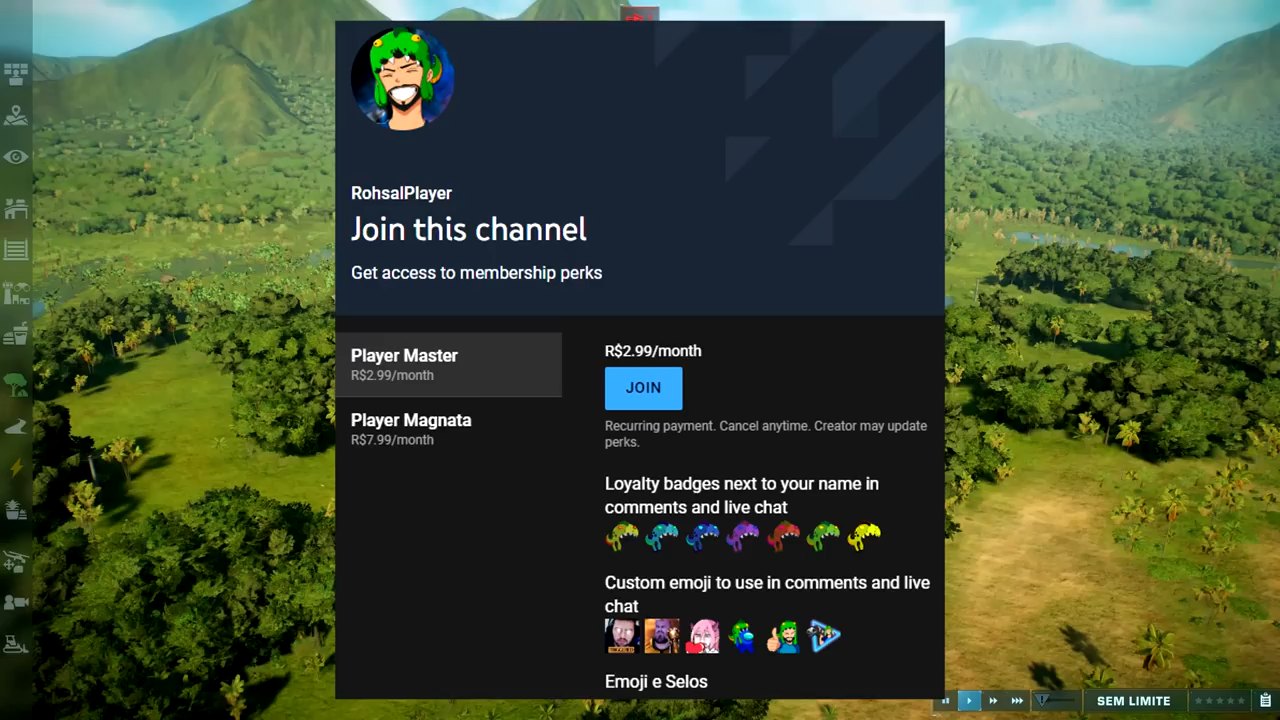 RohsalPlayer
Join this channel
Get access to membership perks
Player Master
R$2.99/month
Player Magnata
R$7.99/month
R$2.99/month
JOIN
Recurring payment. Cancel anytime. Creator may update
perks.
Loyalty badges next to your name in
comments and live chat
Custom emoji to use in comments and live
chat
Emoji e Selos
SEM LIMITE